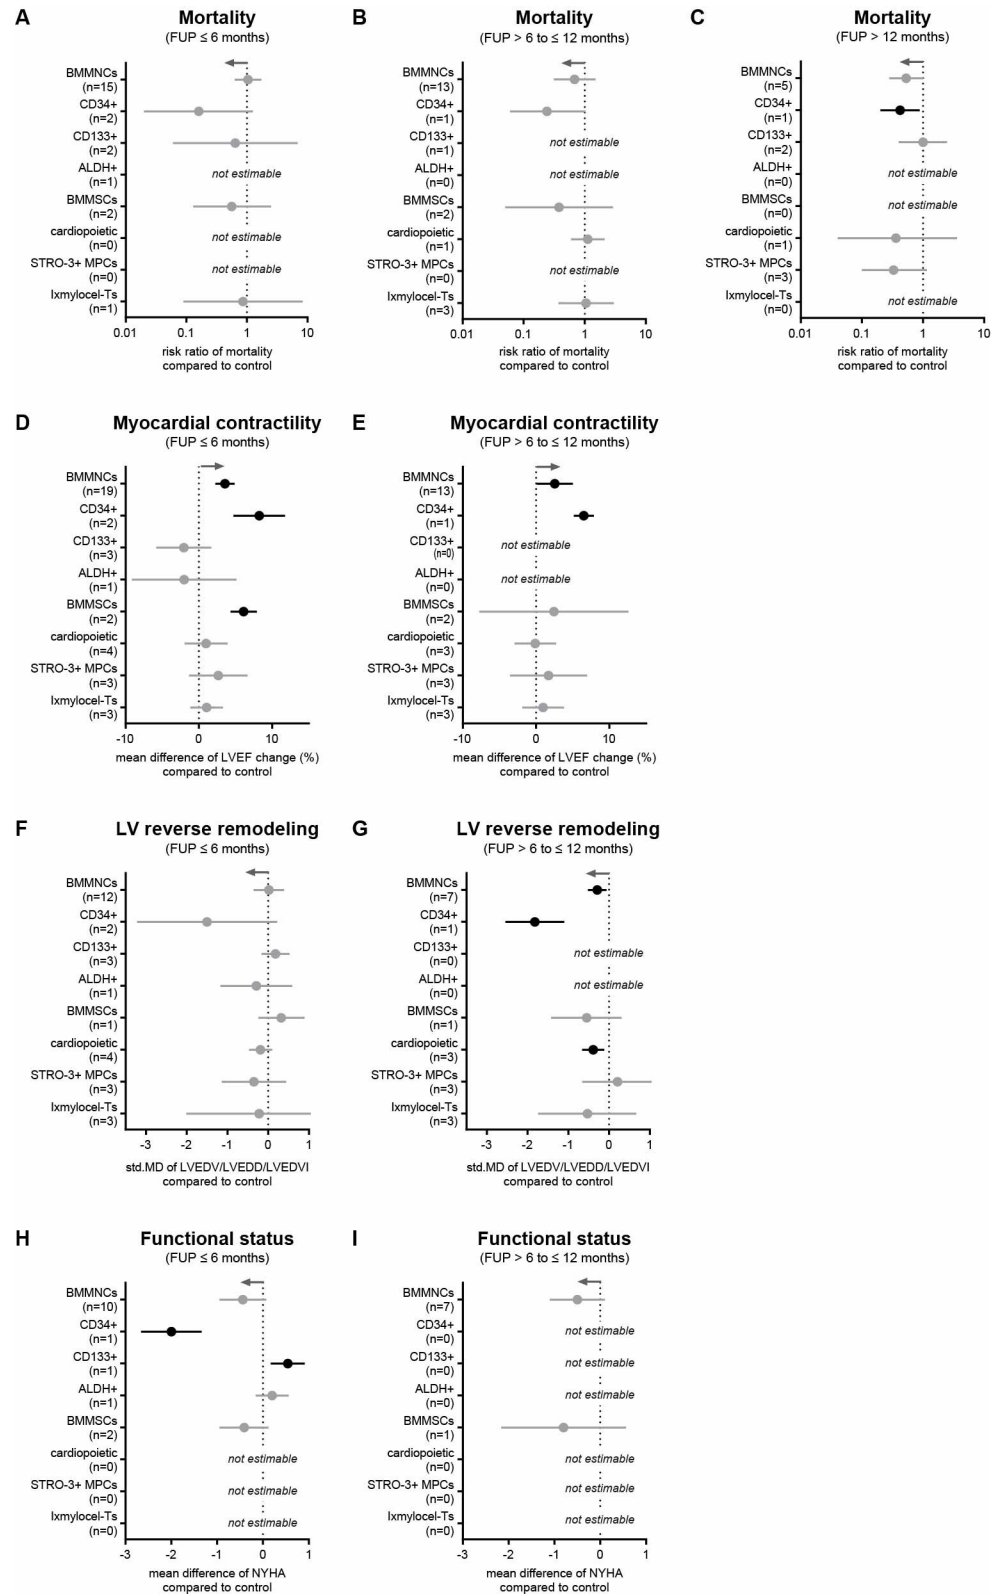 A
Mortality
(FUP ≤ 6 months)
BMMNCs
(n=15)
CD34+
(n=2)
CD133+
(n=2)
ALDH+
(n=1)
not estimable
BMMSCs
(n=2)
cardiopoietic
(n=0)
not estimable
STRO-3+ MPCs
(n=0)
not estimable
Ixmylocel-Ts
(n=1)
0.01 0.1 1 10
risk ratio of mortality
compared to control
B
Mortality
(FUP > 6 to ≤ 12 months)
BMMNCs
(n=13)
CD34+
(n=1)
CD133+
(n=1)
not estimable
ALDH+
(n=0)
not estimable
BMMSCs
(n=2)
cardiopoietic
(n=1)
STRO-3+ MPCs
(n=0)
not estimable
Ixmylocel-Ts
(n=3)
0.01 0.1 1 10
risk ratio of mortality
compared to control
C
Mortality
(FUP > 12 months)
BMMNCs
(n=5)
CD34+
(n=1)
CD133+
(n=2)
ALDH+
(n=0)
not estimable
BMMSCs
(n=0)
not estimable
cardiopoietic
(n=1)
STRO-3+ MPCs
(n=3)
Ixmylocel-Ts
(n=0)
not estimable
0.01 0.1 1 10
risk ratio of mortality
compared to control
D
Myocardial contractility
(FUP ≤ 6 months)
BMMNCs
(n=19)
CD34+
(n=2)
CD133+
(n=3)
ALDH+
(n=1)
BMMSCs
(n=2)
cardiopoietic
(n=4)
STRO-3+ MPCs
(n=3)
Ixmylocel-Ts
(n=3)
-10 0 10
mean difference of LVEF change (%)
compared to control
E
Myocardial contractility
(FUP > 6 to ≤ 12 months)
BMMNCs
(n=13)
CD34+
(n=1)
CD133+
(n=0)
not estimable
ALDH+
(n=0)
not estimable
BMMSCs
(n=2)
cardiopoietic
(n=3)
STRO-3+ MPCs
(n=3)
Ixmylocel-Ts
(n=3)
-10 0 10
mean difference of LVEF change (%)
compared to control
F
LV reverse remodeling
(FUP ≤ 6 months)
BMMNCs
(n=12)
CD34+
(n=2)
CD133+
(n=3)
ALDH+
(n=1)
BMMSCs
(n=1)
cardiopoietic
(n=4)
STRO-3+ MPCs
(n=3)
Ixmylocel-Ts
(n=3)
-3 -2 -1 0 1
std.MD of LVEDV/LVEDD/LVEDVI
compared to control
G
LV reverse remodeling
(FUP > 6 to ≤ 12 months)
BMMNCs
(n=7)
CD34+
(n=1)
CD133+
(n=0)
not estimable
ALDH+
(n=0)
not estimable
BMMSCs
(n=1)
cardiopoietic
(n=3)
STRO-3+ MPCs
(n=3)
Ixmylocel-Ts
(n=3)
-3 -2 -1 0 1
std.MD of LVEDV/LVEDD/LVEDVI
compared to control
H
Functional status
(FUP ≤ 6 months)
BMMNCs
(n=10)
CD34+
(n=1)
CD133+
(n=1)
ALDH+
(n=1)
BMMSCs
(n=2)
cardiopoietic
(n=0)
not estimable
STRO-3+ MPCs
(n=0)
not estimable
Ixmylocel-Ts
(n=0)
not estimable
-3 -2 -1 0 1
mean difference of NYHA
compared to control
I
Functional status
(FUP > 6 to ≤ 12 months)
BMMNCs
(n=7)
CD34+
(n=0)
not estimable
CD133+
(n=0)
not estimable
ALDH+
(n=0)
not estimable
BMMSCs
(n=1)
cardiopoietic
(n=0)
not estimable
STRO-3+ MPCs
(n=0)
not estimable
Ixmylocel-Ts
(n=0)
not estimable
-3 -2 -1 0 1
mean difference of NYHA
compared to control